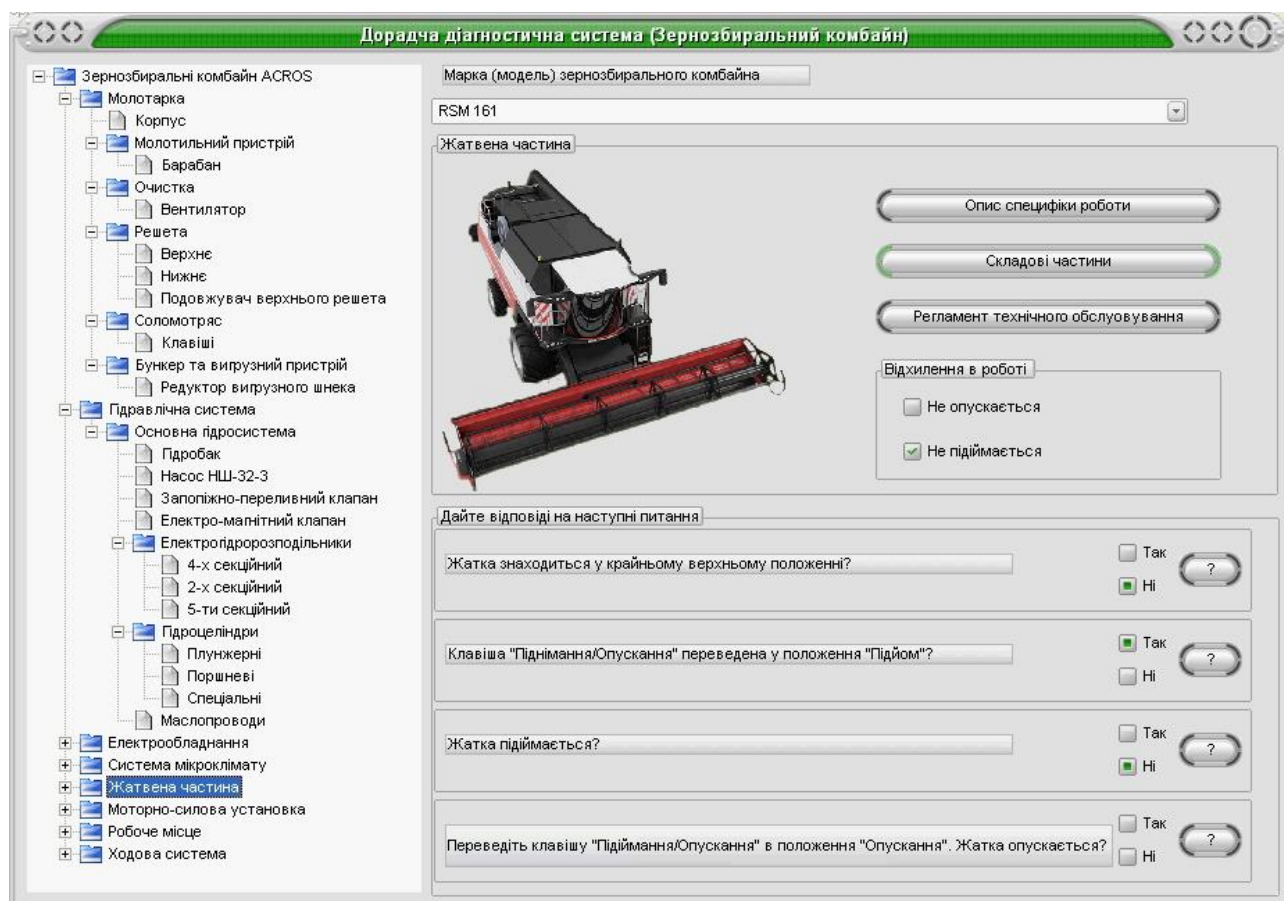 Дорадча діагностична система (Зернозбиральний комбайн)
Зернозбиральні комбайн ACROS
Молотарка
Корпус
Молотильний пристрій
Барабан
Очистка
Вентилятор
Решета
Верхнє
Нижнє
Подовжувач верхнього решета
Соломотряс
Клавіші
Бункер та вигрузний пристрій
Редуктор вигрузного шнека
Гідравлічна система
Основна гідросистема
Гідробак
Насос НШ-32-3
Запопіжно-переливний клапан
Електро-магнітний клапан
Електрогідророзподільники
4-х секційний
2-х секційний
5-ти секційний
Гідроцеліндри
Плунжерні
Поршневі
Спеціальні
Маслопроводи
Електрообладнання
Система мікроклімату
Жатвена частина
Моторно-силова установка
Робоче місце
Ходова система
Марка (модель) зернозбирального комбайна
RSM 161
Жатвена частина
Опис специфіки роботи
Складові частини
Регламент технічного обслуовування
Відхилення в роботі
Не опускається
Не підіймається
Дайте відповіді на наступні питання
Жатка знаходиться у крайньому верхньому положенні?
Так
Ні
?
Клавіша "Піднімання/Опускання" переведена у положення "Підйом"?
Так
Ні
?
Жатка підіймається?
Так
Ні
?
Переведіть клавішу "Підіймання/Опускання" в положення "Опускання". Жатка опускається?
Так
Ні
?